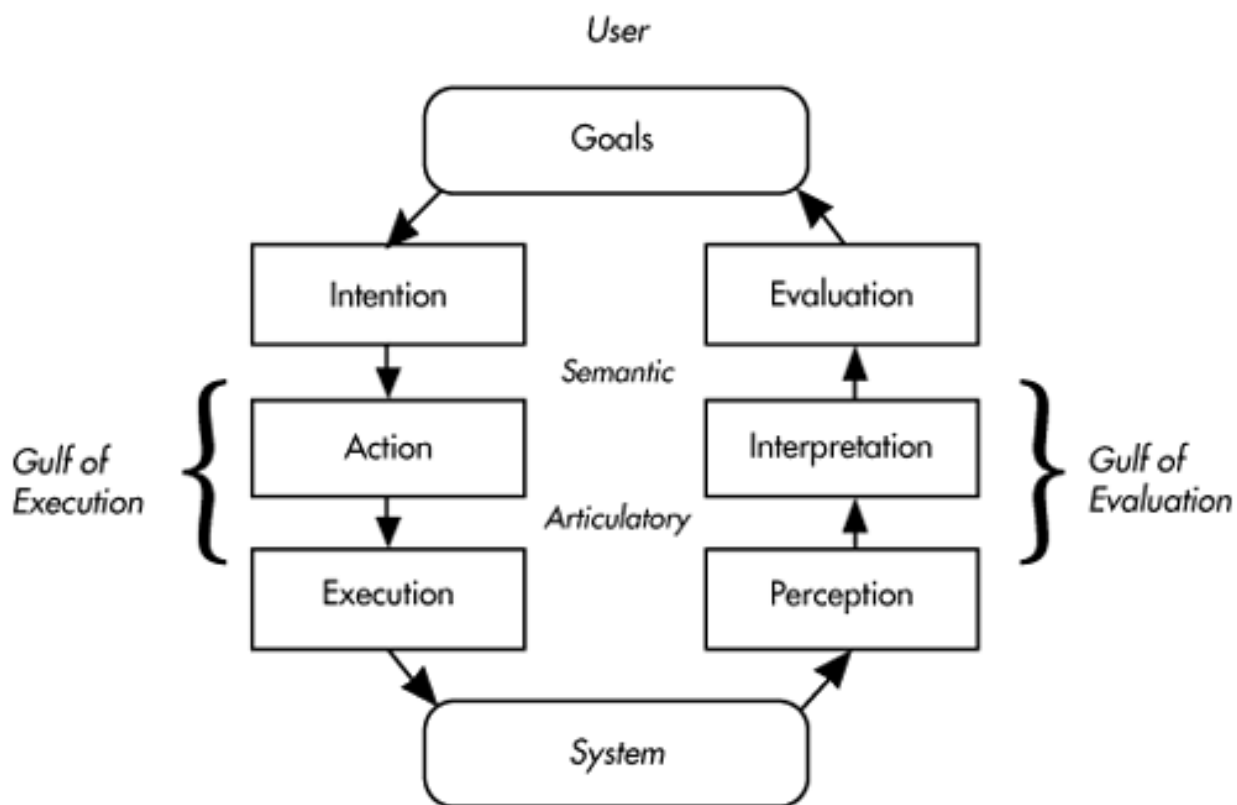 User
Goals
Intention
Evaluation
Semantic
Action
Interpretation
Gulf of
Execution
Gulf of
Evaluation
Articulatory
Execution
Perception
System